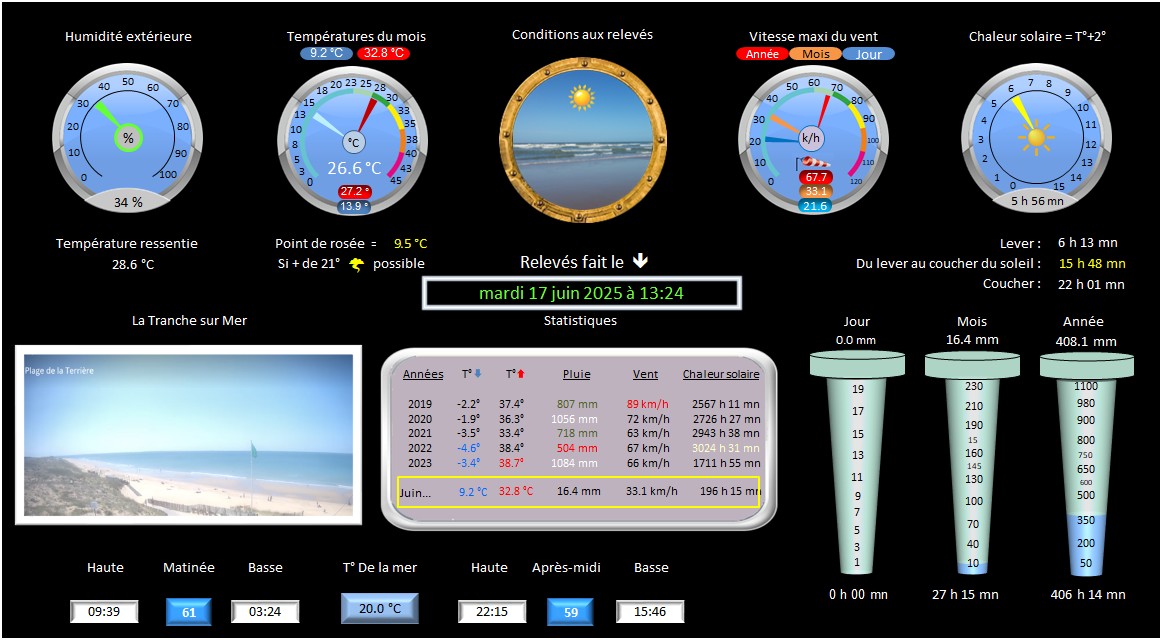 Humidité extérieure
Températures du mois
9.2 °C 32.8 °C
Conditions aux relevés
Vitesse maxi du vent
Année Mois Jour
Chaleur solaire = T°+2°
0 10 20 30 40 50 60 70 80 90 100
%
34 %
0 3 5 8 10 13 15 18 20 23 25 28 30 33 35 38 40 43 45
°C
26.6 °C
27.2 °
13.9 °
0 10 20 30 40 50 60 70 80 90 100 110 120
k/h
67.7
33.1
21.6
0 1 2 3 4 5 6 7 8 9 10 11 12 13 14 15
5 h 56 mn
Température ressentie
28.6 °C
Point de rosée = 9.5 °C
Si + de 21° possible
Relevés fait le
mardi 17 juin 2025 à 13:24
Lever : 6 h 13 mn
Du lever au coucher du soleil : 15 h 48 mn
Coucher : 22 h 01 mn
La Tranche sur Mer
Plage de la Terrière
Statistiques
Années T° T° Pluie Vent Chaleur solaire
2019 -2.2° 37.4° 807 mm 89 km/h 2567 h 11 mn
2020 -1.9° 36.3° 1056 mm 72 km/h 2726 h 27 mn
2021 -3.5° 33.4° 718 mm 63 km/h 2943 h 38 mn
2022 -4.6° 38.4° 504 mm 67 km/h 3024 h 31 mn
2023 -3.4° 38.7° 1084 mm 66 km/h 1711 h 55 mn
Juin... 9.2 °C 32.8 °C 16.4 mm 33.1 km/h 196 h 15 mn
Jour
0.0 mm
19
17
15
13
11
9
7
5
3
1
0 h 00 mn
Mois
16.4 mm
230
210
190
15
160
145
130
100
70
40
10
27 h 15 mn
Année
408.1 mm
1100
980
900
800
750
650
600
500
350
200
50
406 h 14 mn
Haute Matinée Basse
09:39 61 03:24
T° De la mer
20.0 °C
Haute Après-midi Basse
22:15 59 15:46